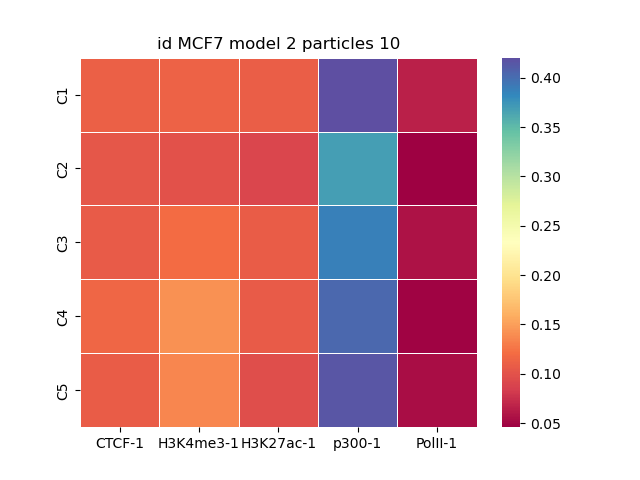 id MCF7 model 2 particles 10
C1
C2
C3
C4
C5
CTCF-1 H3K4me3-1 H3K27ac-1 p300-1 PolII-1
0.40
0.35
0.30
0.25
0.20
0.15
0.10
0.05